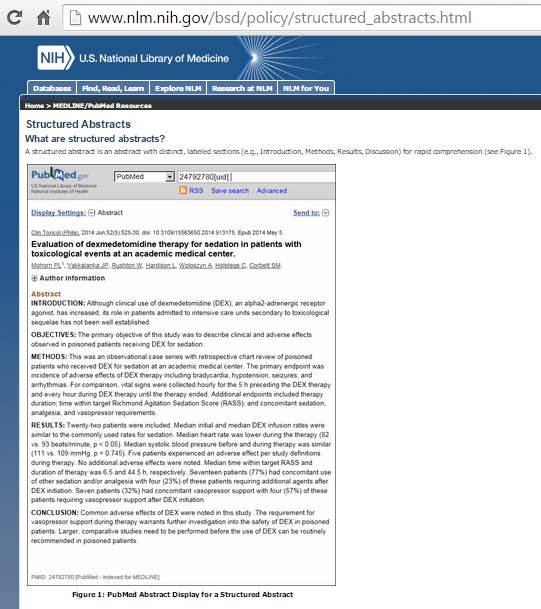 www.nlm.nih.gov/bsd/policy/structured_abstracts.html
NIH U.S. National Library of Medicine
Databases Find, Read, Learn Explore NLM Research at NLM NLM for You
Home > MEDLINE/PubMed Resources
Structured Abstracts
What are structured abstracts?
A structured abstract is an abstract with distinct, labeled sections (e.g., Introduction, Methods, Results, Discussion) for rapid comprehension (see Figure 1).
PubMed.gov PubMed 24792780[uid]
US National Library of Medicine
National Institutes of Health
RSS Save search Advanced
Display Settings: Abstract Send to:
Clin Toxicol (Phila). 2014 Jun;52(5):525-30. doi: 10.3109/15563650.2014.913175. Epub 2014 May 5.
Evaluation of dexmedetomidine therapy for sedation in patients with
toxicological events at an academic medical center.
Mohorn PL1, Vakkalanka JP, Rushton W, Hardison L, Woloszyn A, Holstege C, Corbett SM.
Author information
Abstract
INTRODUCTION: Although clinical use of dexmedetomidine (DEX), an alpha2-adrenergic receptor
agonist, has increased, its role in patients admitted to intensive care units secondary to toxicological
sequelae has not been well established.
OBJECTIVES: The primary objective of this study was to describe clinical and adverse effects
observed in poisoned patients receiving DEX for sedation.
METHODS: This was an observational case series with retrospective chart review of poisoned
patients who received DEX for sedation at an academic medical center. The primary endpoint was
incidence of adverse effects of DEX therapy including bradycardia, hypotension, seizures, and
arrhythmias. For comparison, vital signs were collected hourly for the 5 h preceding the DEX therapy
and every hour during DEX therapy until the therapy ended. Additional endpoints included therapy
duration; time within target Richmond Agitation Sedation Score (RASS); and concomitant sedation,
analgesia, and vasopressor requirements.
RESULTS: Twenty-two patients were included. Median initial and median DEX infusion rates were
similar to the commonly used rates for sedation. Median heart rate was lower during the therapy (82
vs. 93 beats/minute, p < 0.05). Median systolic blood pressure before and during therapy was similar
(111 vs. 109 mmHg, p = 0.745). Five patients experienced an adverse effect per study definitions
during therapy. No additional adverse effects were noted. Median time within target RASS and
duration of therapy was 6.5 and 44.5 h, respectively. Seventeen patients (77%) had concomitant use
of other sedation and/or analgesia with four (23%) of these patients requiring additional agents after
DEX initiation. Seven patients (32%) had concomitant vasopressor support with four (57%) of these
patients requiring vasopressor support after DEX initiation.
CONCLUSION: Common adverse effects of DEX were noted in this study. The requirement for
vasopressor support during therapy warrants further investigation into the safety of DEX in poisoned
patients. Larger, comparative studies need to be performed before the use of DEX can be routinely
recommended in poisoned patients.
PMID: 24792780 [PubMed - indexed for MEDLINE]
Figure 1: PubMed Abstract Display for a Structured Abstract